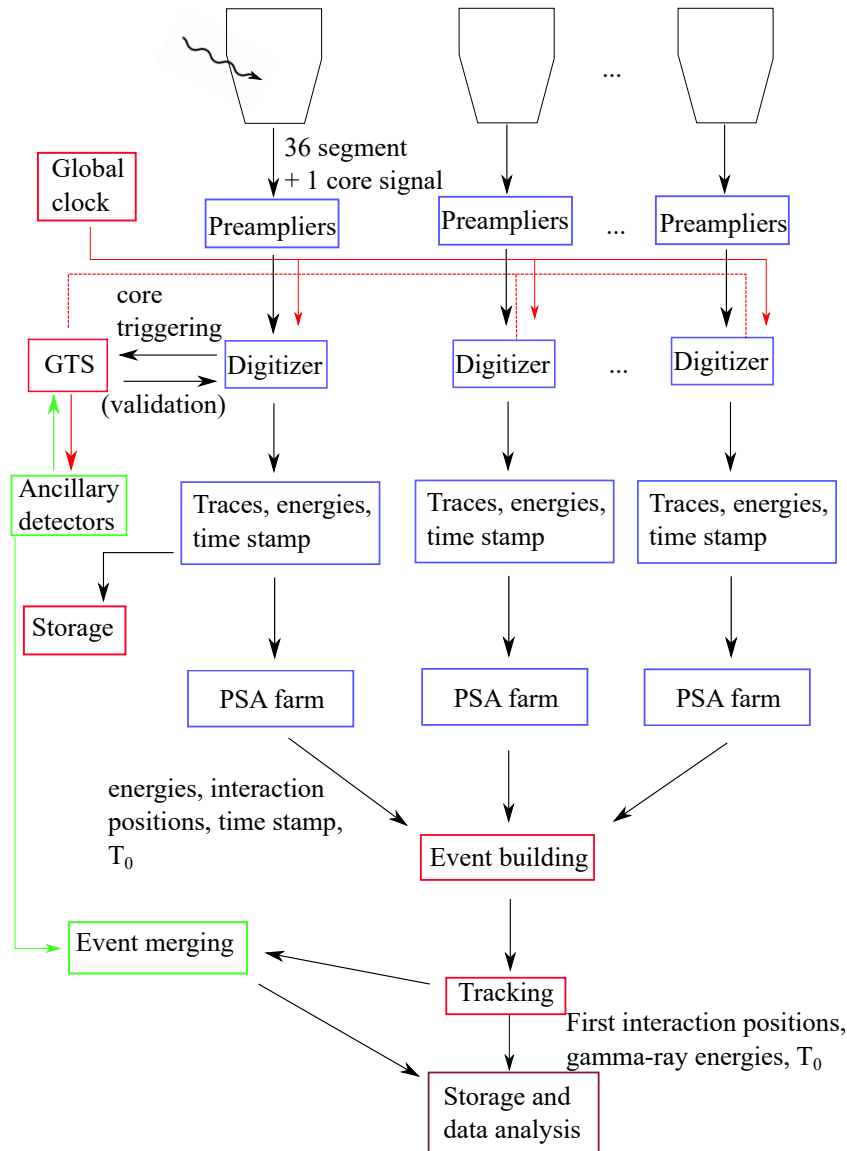 ...
36 segment
+ 1 core signal
Global
clock
Preampliers
Preampliers
...
Preampliers
core
triggering
GTS
(validation)
Digitizer
Digitizer
...
Digitizer
Ancillary
detectors
Traces, energies,
time stamp
Traces, energies,
time stamp
Traces, energies,
time stamp
Storage
PSA farm
PSA farm
PSA farm
energies, interaction
positions, time stamp,
T₀
Event building
Event merging
Tracking
First interaction positions,
gamma-ray energies, T₀
Storage and
data analysis